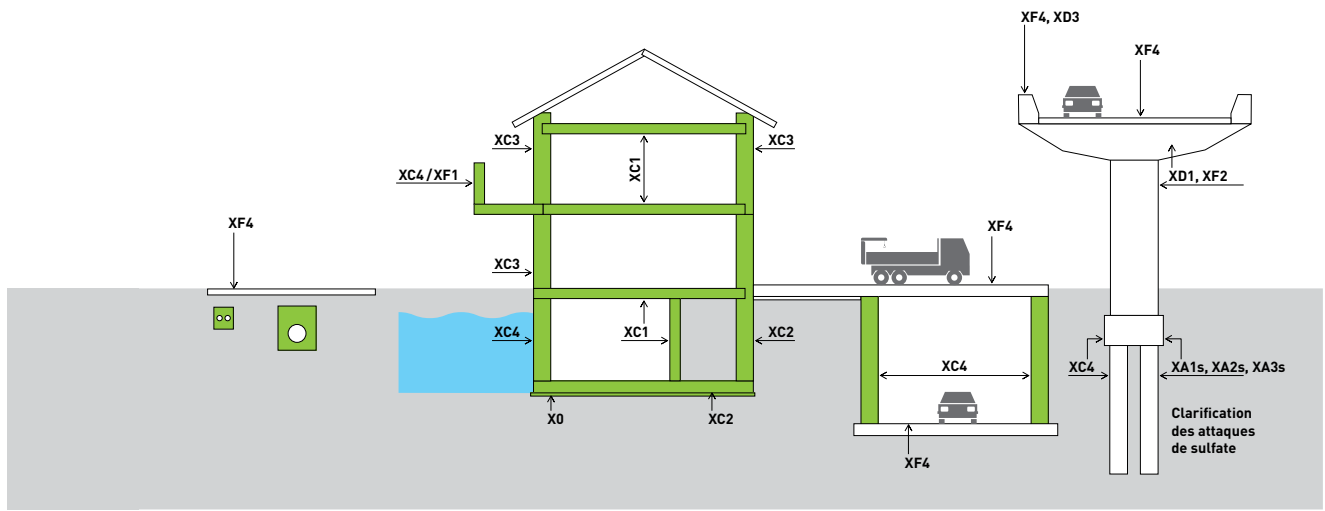 XF4, XD3
XF4
XC3
XC3
XC1
XC4/XF1
XD1, XF2
XF4
XF4
XC3
XC4
XC1
XC2
XC4
XC4
XA1s, XA2s, XA3s
X0
XC2
Clarification
des attaques
de sulfate
XF4